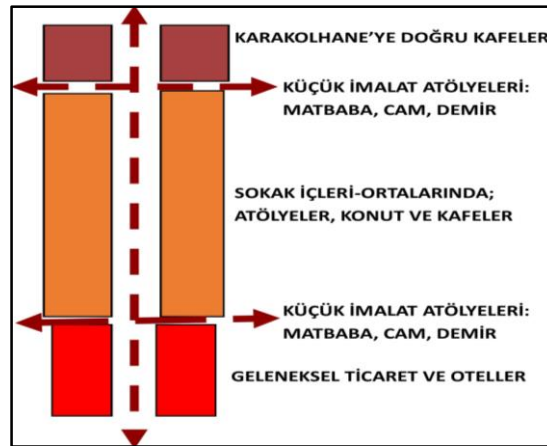 KARAKOLHANE'YE DOĞRU KAFELER
KÜÇÜK İMALAT ATÖLYELERİ:
MATBABA, CAM, DEMİR
SOKAK İÇLERİ-ORTALARINDA;
ATÖLYELER, KONUT VE KAFELER
KÜÇÜK İMALAT ATÖLYELERİ:
MATBABA, CAM, DEMİR
GELENEKSEL TİCARET VE OTELLER